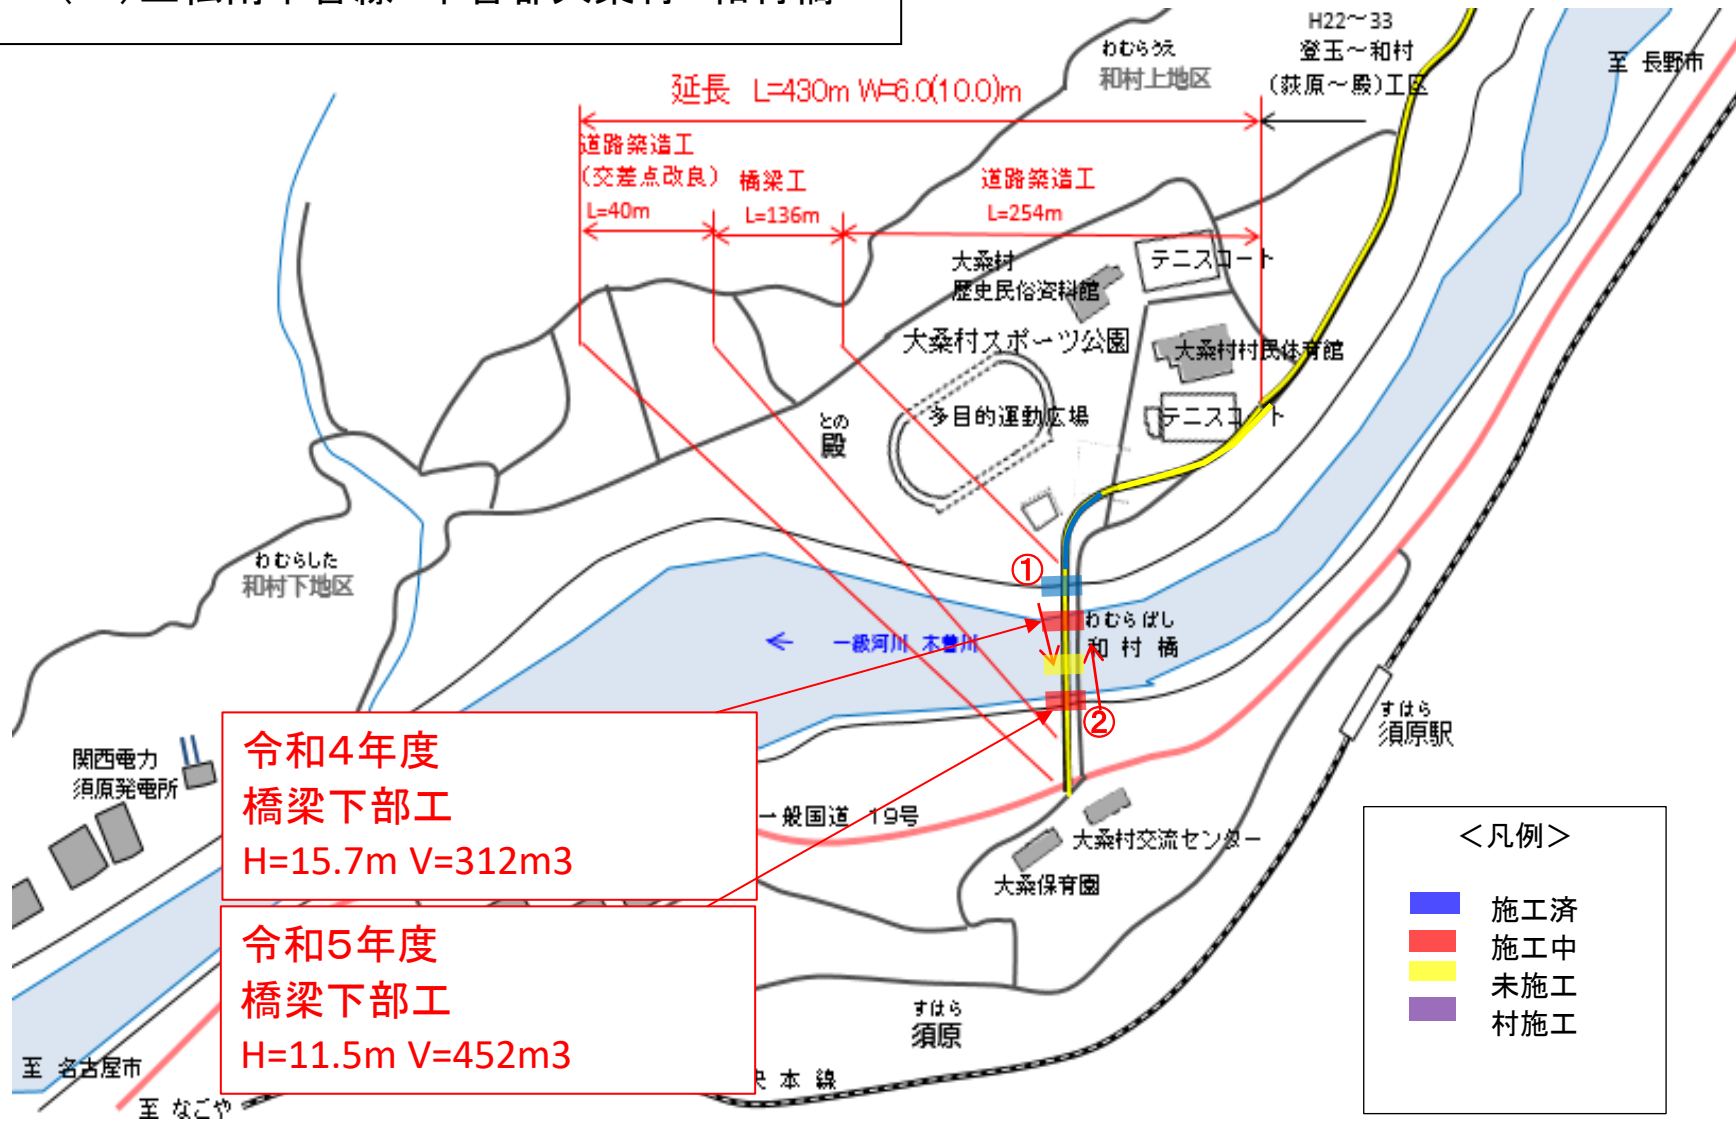 H22～33
登玉～和村
(荻原～殿)工区
至 長野市
わむらうえ
和村上地区
延長 L=430m W=6.0(10.0)m
道路築造工
(交差点改良)
L=40m
橋梁工
L=136m
道路築造工
L=254m
大桑村
歴史民俗資料館
テニスコート
大桑村スポーツ公園
大桑村村民体育館
多目的運動広場
テニスコート
との
殿
わむらした
和村下地区
①
わむらばし
和村橋
← 一級河川 木曽川
②
すはら
須原駅
関西電力
須原発電所
令和4年度
橋梁下部工
H=15.7m V=312m3
一般国道 19号
大桑村交流センター
大桑保育園
令和5年度
橋梁下部工
H=11.5m V=452m3
すはら
須原
本線
至 名古屋市
至 なごや
＜凡例＞
施工済
施工中
未施工
村施工